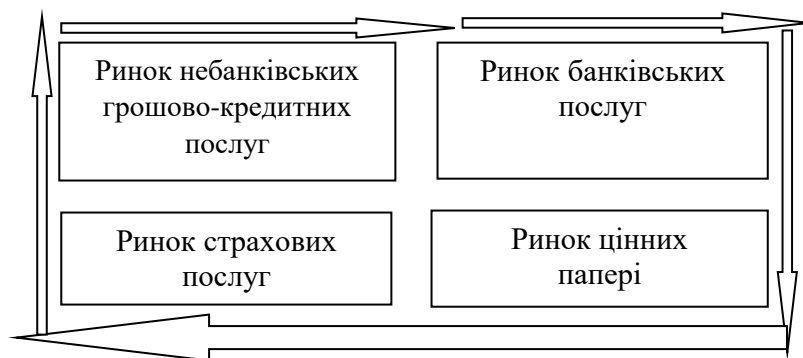 Ринок небанківських
грошово-кредитних
послуг
Ринок банківських
послуг
Ринок страхових
послуг
Ринок цінних
папері